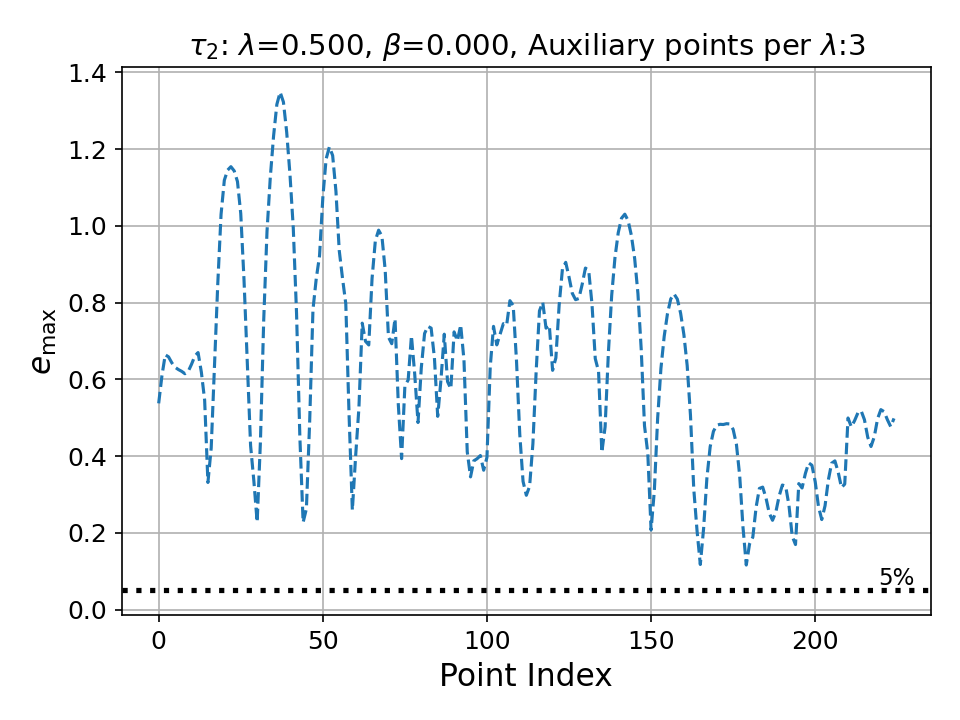 τ₂: λ=0.500, β=0.000, Auxiliary points per λ:3
1.4
1.2
1.0
0.8
0.6
0.4
0.2
0.0
e_max
5%
0 50 100 150 200
Point Index